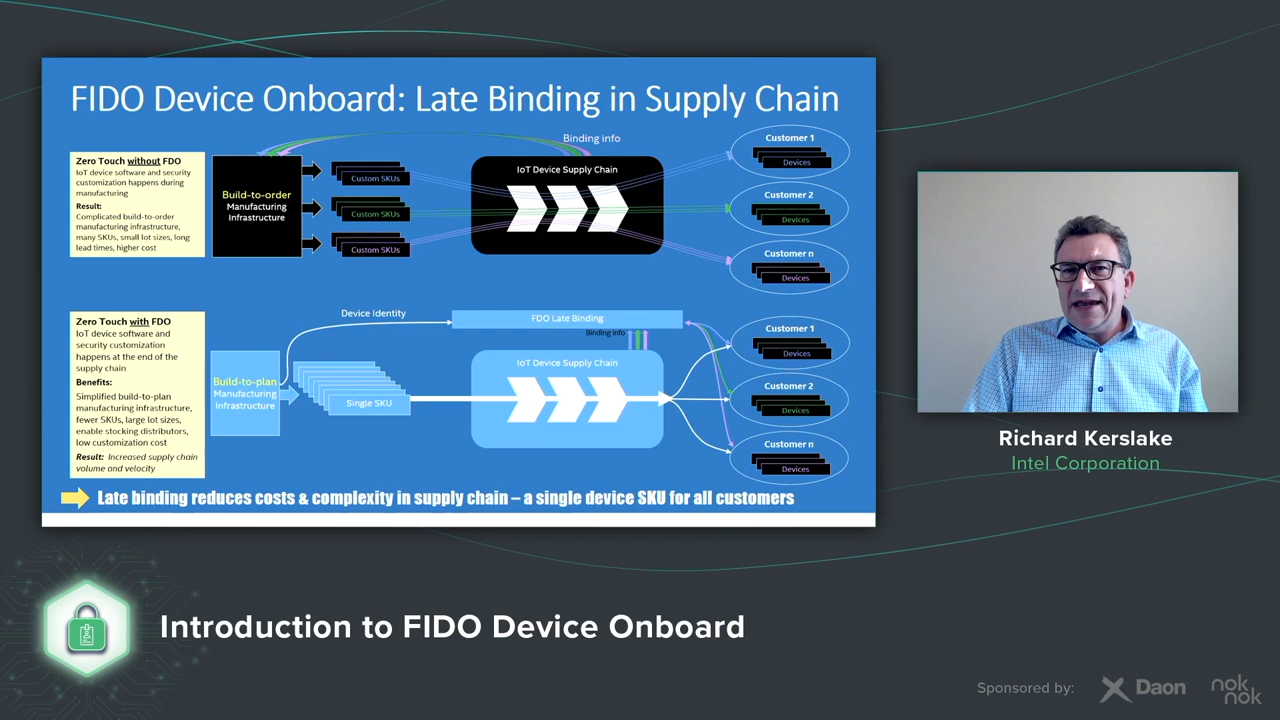 FIDO Device Onboard: Late Binding in Supply Chain
Binding info
Zero Touch without FDO
IoT device software and security
customization happens during
manufacturing
Result:
Complicated build-to-order
manufacturing infrastructure,
many SKUs, small lot sizes, long
lead times, higher cost
Build-to-order
Manufacturing
Infrastructure
Custom SKUs
Custom SKUs
Custom SKUs
IoT Device Supply Chain
Customer 1
Devices
Customer 2
Devices
Customer n
Devices
Zero Touch with FDO
IoT device software and
security customization
happens at the end of the
supply chain
Benefits:
Simplified build-to-plan
manufacturing infrastructure,
fewer SKUs, large lot sizes,
enable stocking distributors,
low customization cost
Result: Increased supply chain
volume and velocity
Device Identity
Build-to-plan
Manufacturing
Infrastructure
Single SKU
FDO Late Binding
Binding info
IoT Device Supply Chain
Customer 1
Devices
Customer 2
Devices
Customer n
Devices
Late binding reduces costs & complexity in supply chain – a single device SKU for all customers
Richard Kerslake
Intel Corporation
Introduction to FIDO Device Onboard
Sponsored by:
Daon
nok
nok